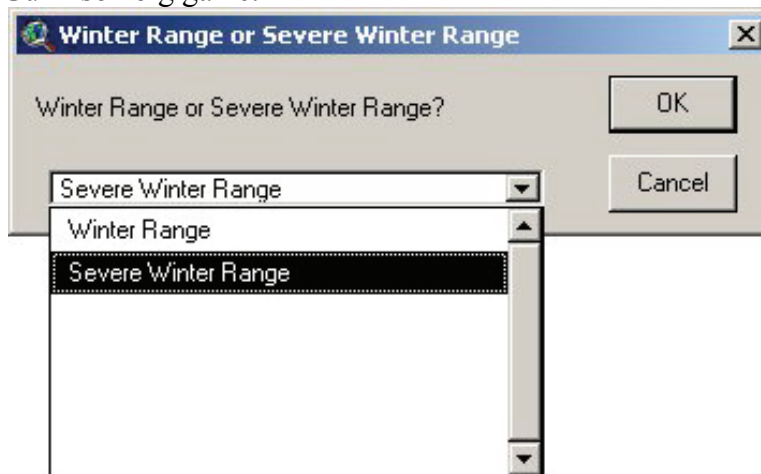 Winter Range or Severe Winter Range
Winter Range or Severe Winter Range?
OK
Severe Winter Range
Cancel
Winter Range
Severe Winter Range